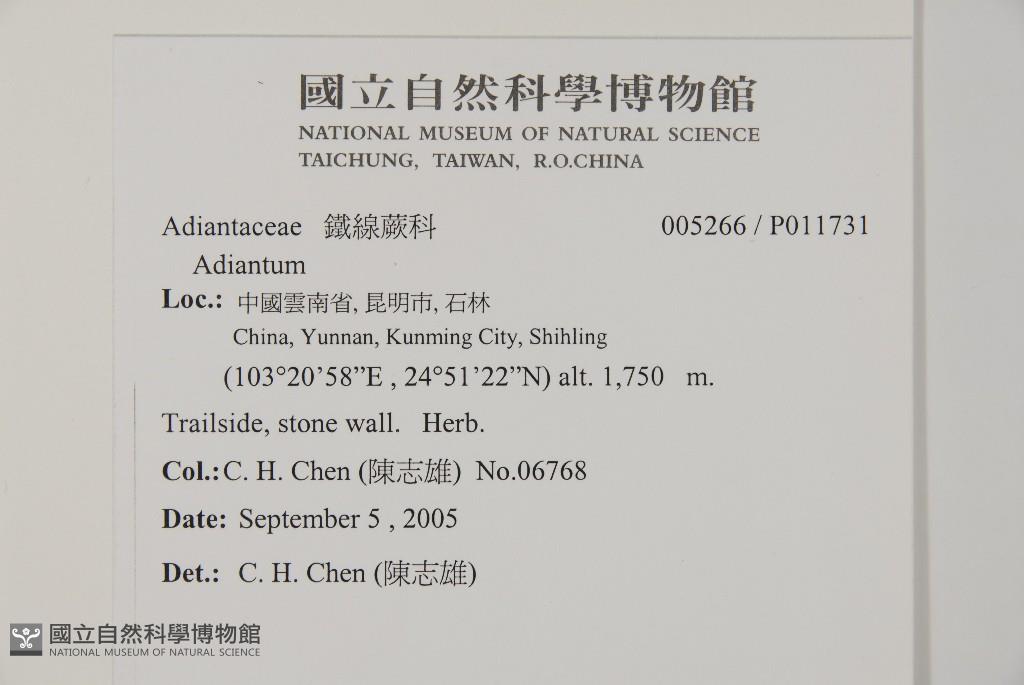 國立自然科學博物館
NATIONAL MUSEUM OF NATURAL SCIENCE
TAICHUNG, TAIWAN, R.O.CHINA
Adiantaceae 鐵線蕨科 005266 / P011731
Adiantum
Loc.: 中國雲南省, 昆明市, 石林
China, Yunnan, Kunming City, Shihling
(103°20’58”E , 24°51’22”N) alt. 1,750 m.
Trailside, stone wall. Herb.
Col.: C. H. Chen (陳志雄) No.06768
Date: September 5 , 2005
Det.: C. H. Chen (陳志雄)
國立自然科學博物館
NATIONAL MUSEUM OF NATURAL SCIENCE